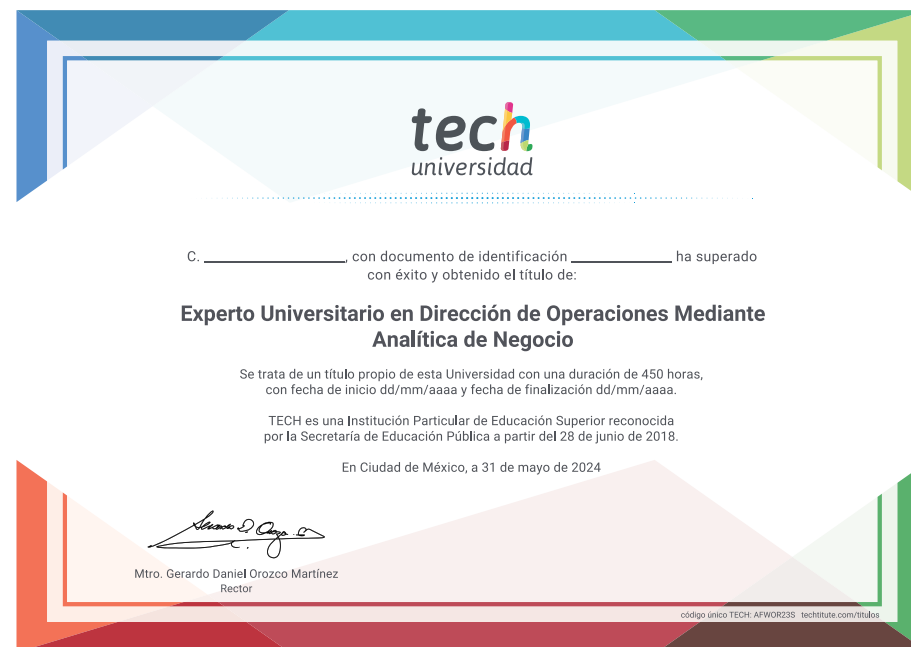 tech
universidad
C. ____________, con documento de identificación ____________ ha superado
con éxito y obtenido el título de:
Experto Universitario en Dirección de Operaciones Mediante
Analítica de Negocio
Se trata de un título propio de esta Universidad con una duración de 450 horas,
con fecha de inicio dd/mm/aaaa y fecha de finalización dd/mm/aaaa.
TECH es una Institución Particular de Educación Superior reconocida
por la Secretaría de Educación Pública a partir del 28 de junio de 2018.
En Ciudad de México, a 31 de mayo de 2024
Mtro. Gerardo Daniel Orozco Martínez
Rector
código único TECH: AFWOR23S techtitute.com/titulos